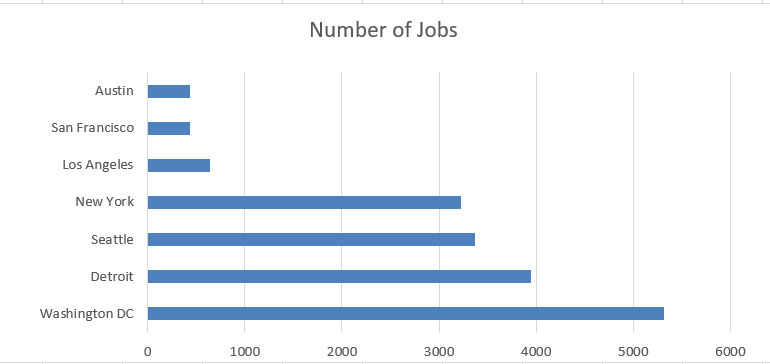 Number of Jobs
Austin
San Francisco
Los Angeles
New York
Seattle
Detroit
Washington DC
0 1000 2000 3000 4000 5000 6000